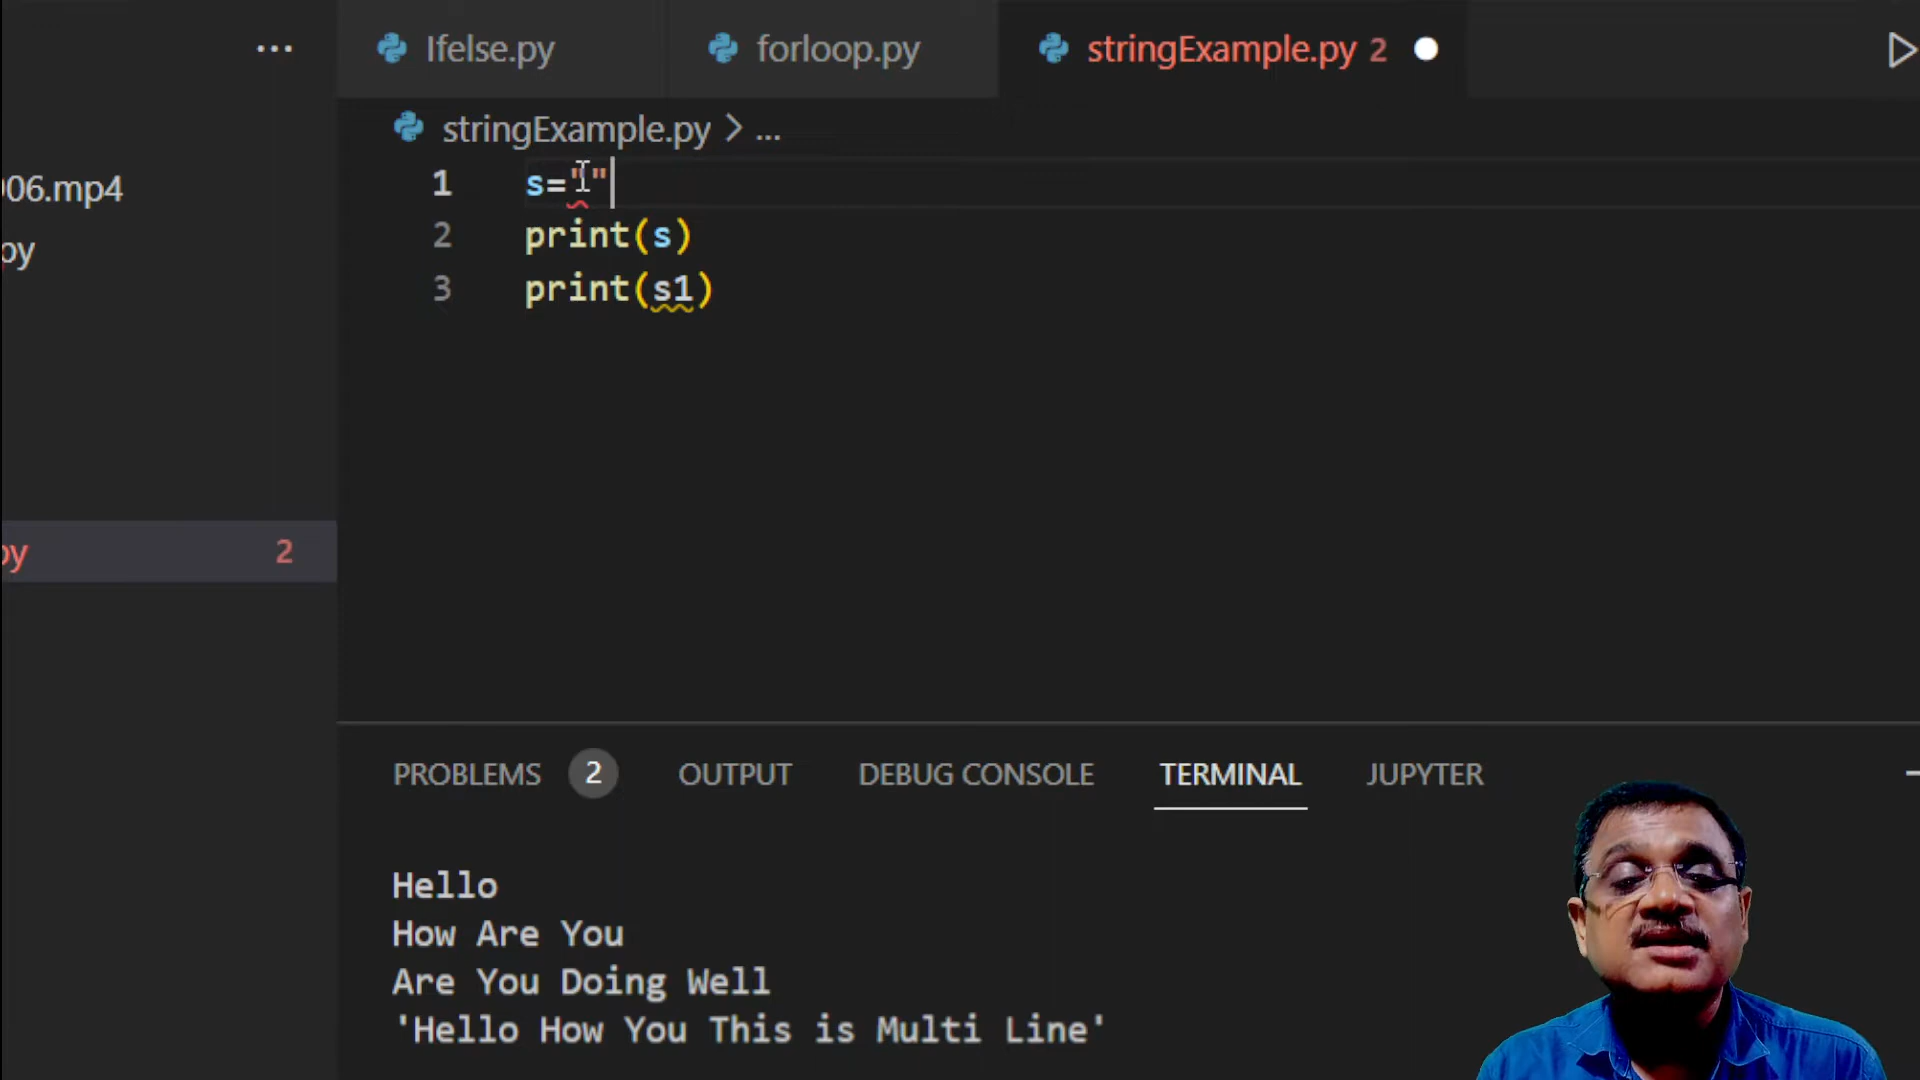 Ifelse.py
forloop.py
stringExample.py 2
stringExample.py > ...
1 s=""
2 print(s)
3 print(s1)
006.mp4
py
py 2
PROBLEMS 2 OUTPUT DEBUG CONSOLE TERMINAL JUPYTER
Hello
How Are You
Are You Doing Well
'Hello How You This is Multi Line'